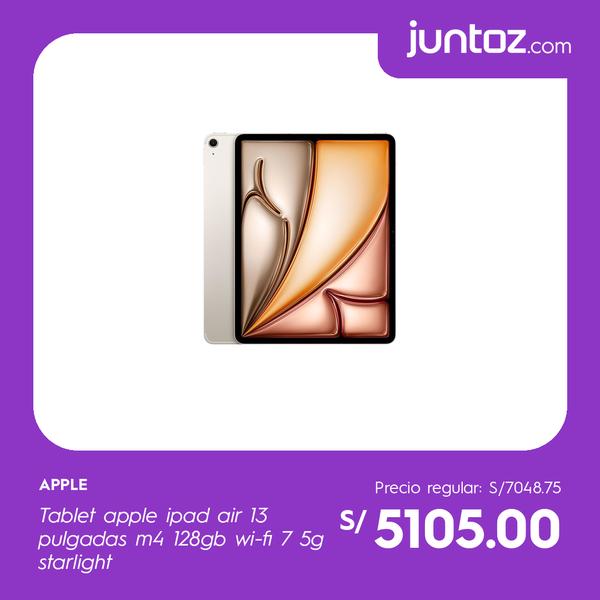 juntoz.com
APPLE
Tablet apple ipad air 13
pulgadas m4 128gb wi-fi 7 5g
starlight
Precio regular: S/7048.75
S/ 5105.00